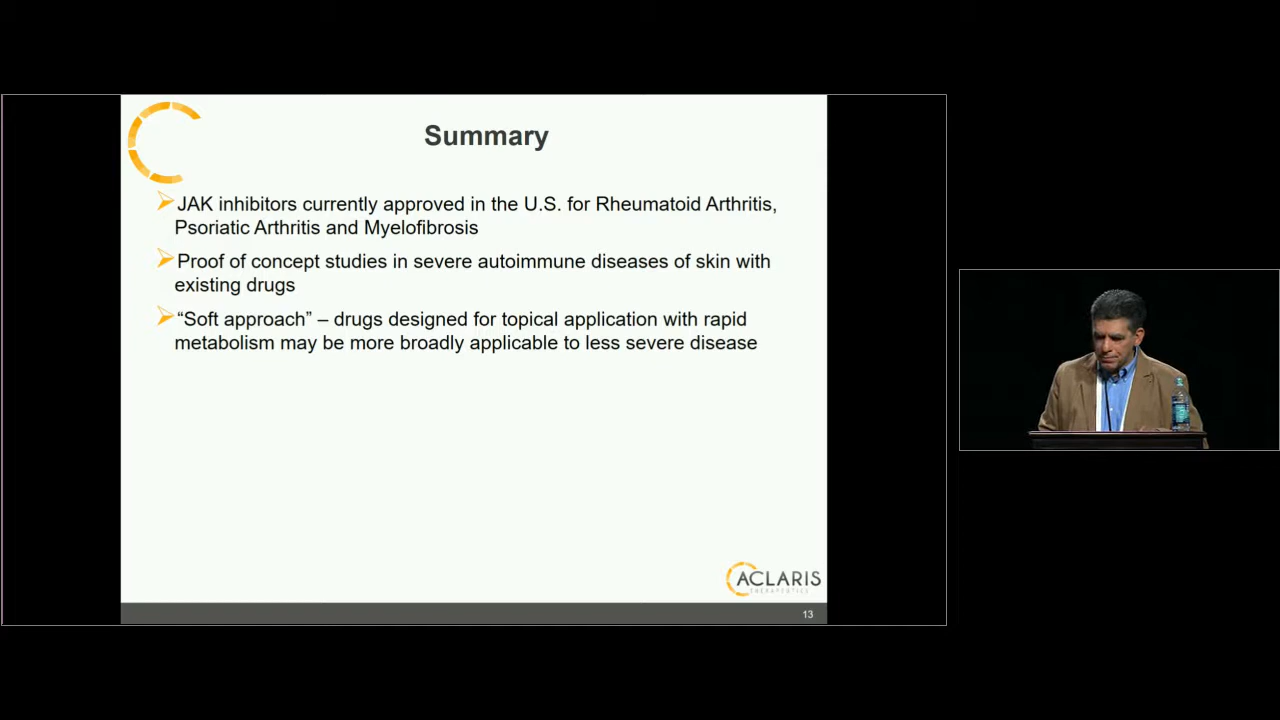 Summary
JAK inhibitors currently approved in the U.S. for Rheumatoid Arthritis,
Psoriatic Arthritis and Myelofibrosis
Proof of concept studies in severe autoimmune diseases of skin with
existing drugs
“Soft approach” – drugs designed for topical application with rapid
metabolism may be more broadly applicable to less severe disease
ACLARIS
THERAPEUTICS
13